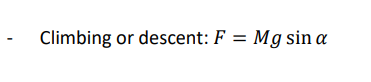 - Climbing or descent: F = Mg sin α